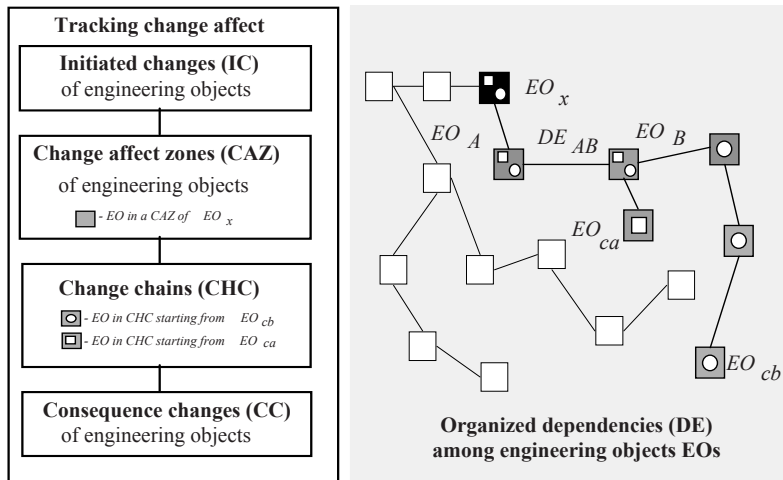 Tracking change affect
Initiated changes (IC)
of engineering objects
Change affect zones (CAZ)
of engineering objects
- EO in a CAZ of EO x
Change chains (CHC)
- EO in CHC starting from EO cb
- EO in CHC starting from EO ca
Consequence changes (CC)
of engineering objects
EO x
EO A
DE AB
EO B
EO ca
EO cb
Organized dependencies (DE)
among engineering objects EOs